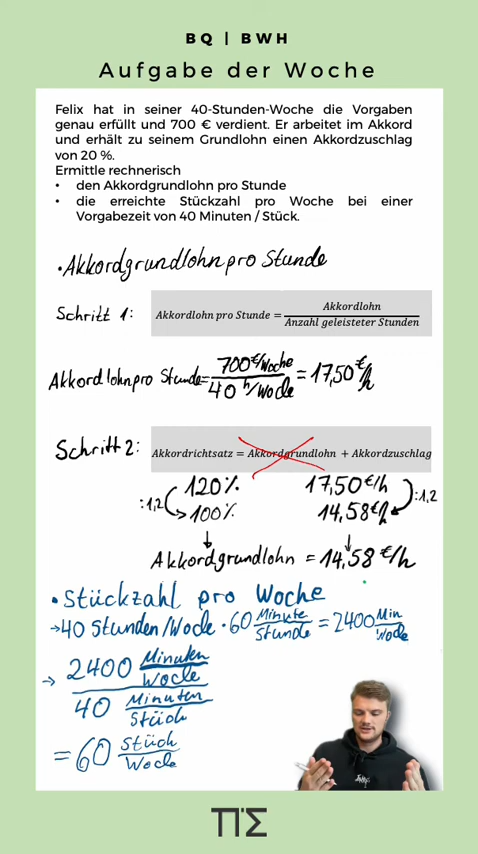 BQ | BWH
Aufgabe der Woche
Felix hat in seiner 40-Stunden-Woche die Vorgaben
genau erfüllt und 700 € verdient. Er arbeitet im Akkord
und erhält zu seinem Grundlohn einen Akkordzuschlag
von 20 %.
Ermittle rechnerisch
• den Akkordgrundlohn pro Stunde
• die erreichte Stückzahl pro Woche bei einer
Vorgabezeit von 40 Minuten / Stück.
• Akkordgrundlohn pro Stunde
Schritt 1: Akkordlohn pro Stunde = Akkordlohn / Anzahl geleisteter Stunden
Akkordlohn pro Stunde = 700 €/Woche / 40 h/Woche = 17,50 €/h
Schritt 2: Akkordrichtsatz = Akkordgrundlohn + Akkordzuschlag
120% 17,50 €/h
:1,2 100% 14,58 €/h :1,2
Akkordgrundlohn = 14,58 €/h
• Stückzahl pro Woche
→ 40 Stunden/Woche · 60 Minute/Stunde = 2400 Min/Woche
→ 2400 Minuten/Woche
40 Minuten/Stück
= 60 Stück/Woche
ΠΣ